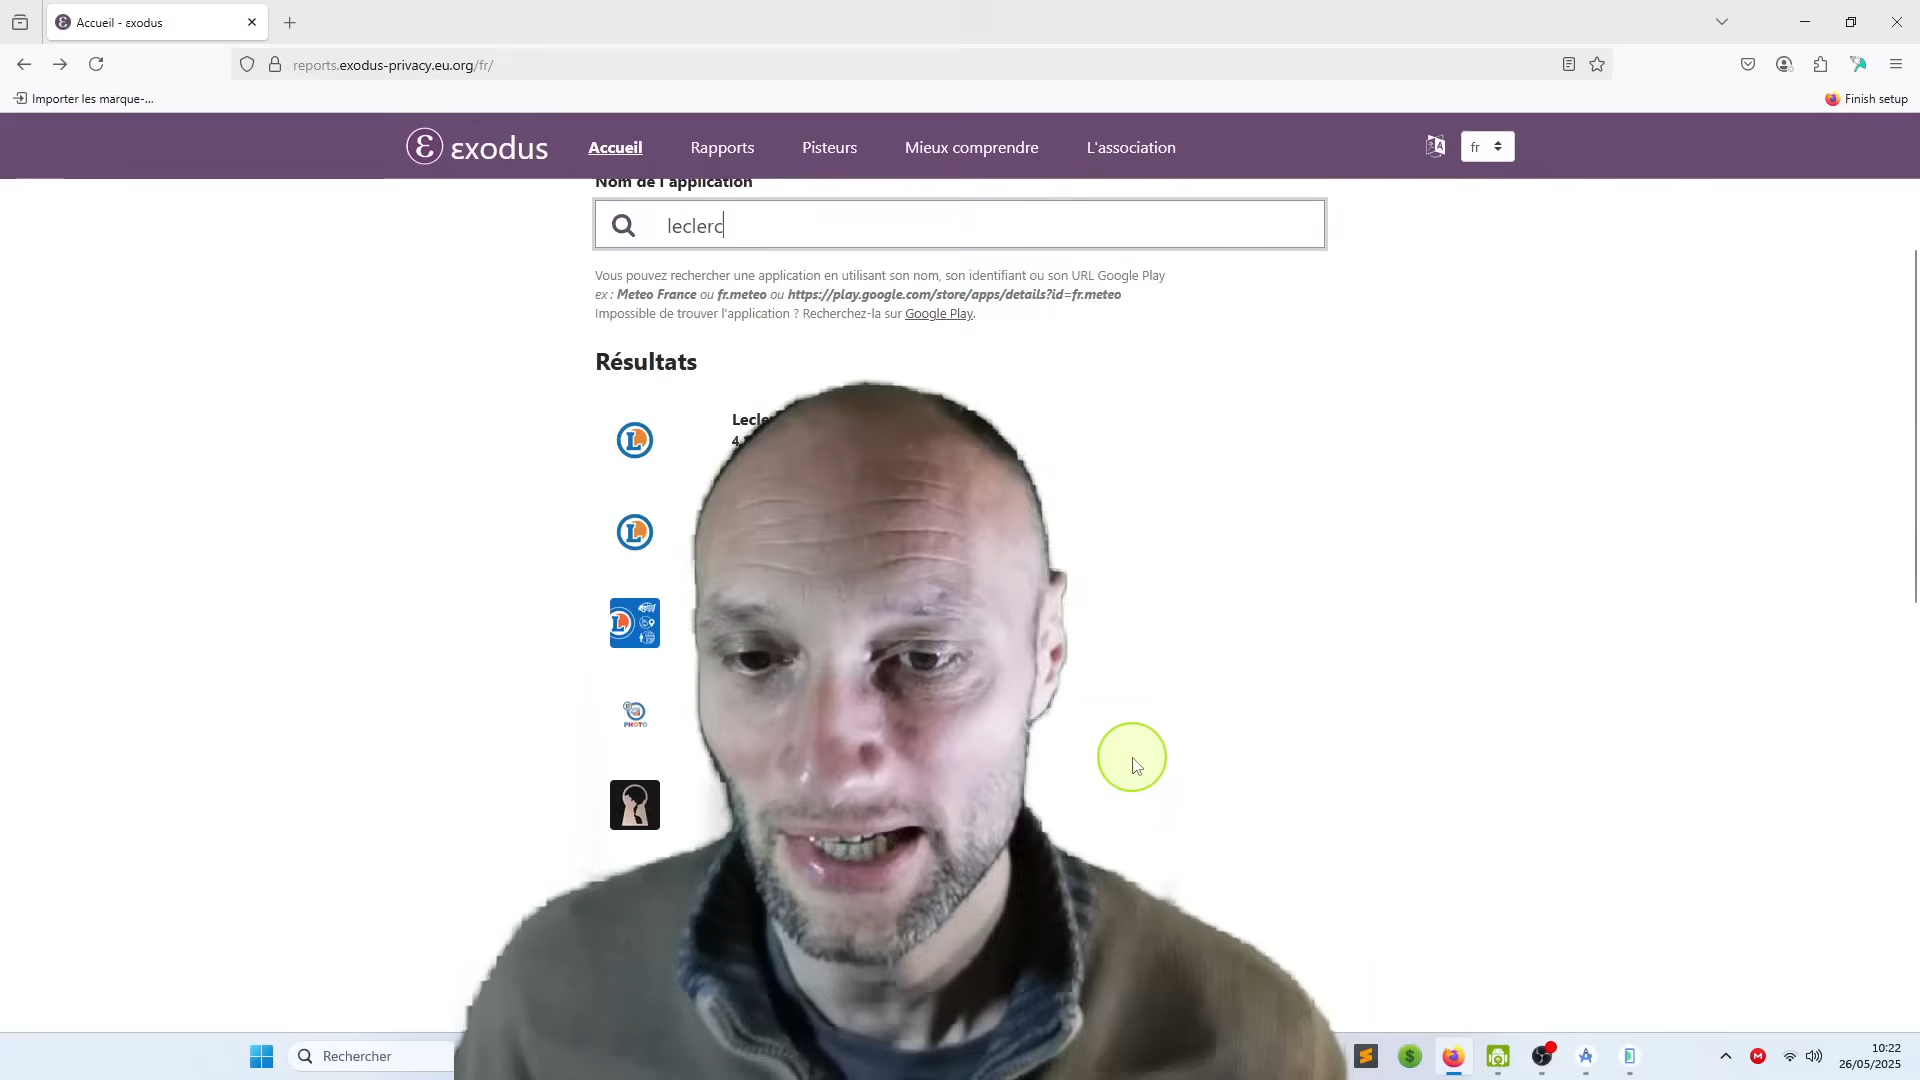 Accueil - εxodus
reports.exodus-privacy.eu.org/fr/
Importer les marque-...
Finish setup
εxodus
Accueil
Rapports
Pisteurs
Mieux comprendre
L'association
fr
Nom de l'application
leclerc
Vous pouvez rechercher une application en utilisant son nom, son identifiant ou son URL Google Play
ex : Meteo France ou fr.meteo ou https://play.google.com/store/apps/details?id=fr.meteo
Impossible de trouver l'application ? Recherchez-la sur Google Play.
Résultats
L
L
L
PHOTO
Rechercher
10:22
26/05/2025